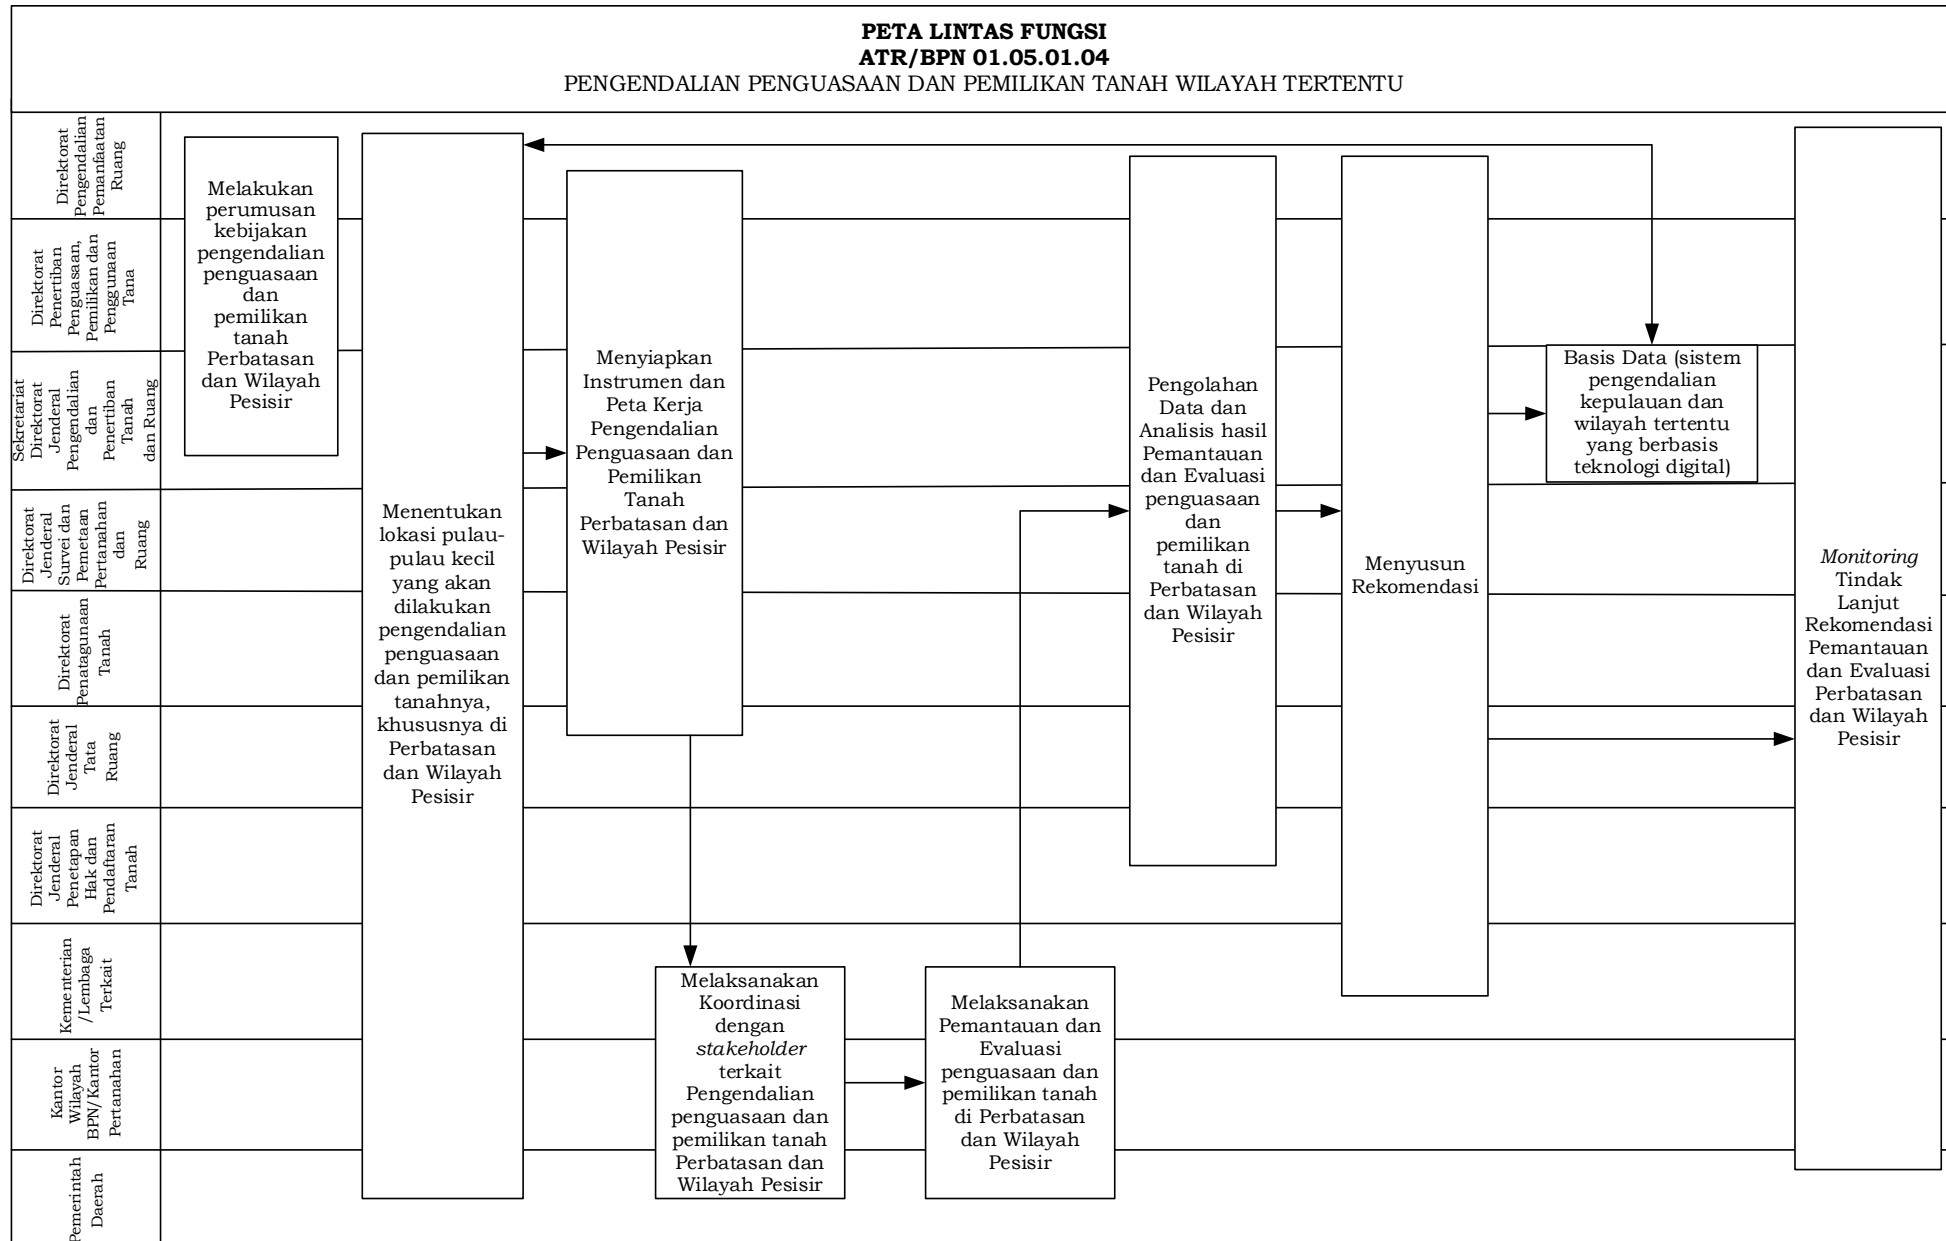 PETA LINTAS FUNGSI
ATR/BPN 01.05.01.04
PENGENDALIAN PENGUASAAN DAN PEMILIKAN TANAH WILAYAH TERTENTU
Direktorat
Pengendalian
Pemanfaatan
Ruang
Direktorat
Penertiban
Penguasaan,
Pemilikan dan
Penggunaan
Tana
Sekretariat
Direktorat
Jenderal
Pengendalian
dan
Penertiban
Tanah
dan Ruang
Direktorat
Jenderal
Survei dan
Pemetaan
Pertanahan
dan
Ruang
Direktorat
Penatagunaan
Tanah
Direktorat
Jenderal
Tata
Ruang
Direktorat
Jenderal
Penetapan
Hak dan
Pendaftaran
Tanah
Kementerian
/Lembaga
Terkait
Kantor
Wilayah
BPN/Kantor
Pertanahan
Pemerintah
Daerah
Melakukan
perumusan
kebijakan
pengendalian
penguasaan
dan
pemilikan
tanah
Perbatasan
dan Wilayah
Pesisir
Menentukan
lokasi pulau-
pulau kecil
yang akan
dilakukan
pengendalian
penguasaan
dan pemilikan
tanahnya,
khususnya di
Perbatasan
dan Wilayah
Pesisir
Menyiapkan
Instrumen dan
Peta Kerja
Pengendalian
Penguasaan dan
Pemilikan
Tanah
Perbatasan dan
Wilayah Pesisir
Melaksanakan
Koordinasi
dengan
stakeholder
terkait
Pengendalian
penguasaan dan
pemilikan tanah
Perbatasan dan
Wilayah Pesisir
Melaksanakan
Pemantauan dan
Evaluasi
penguasaan dan
pemilikan tanah
di Perbatasan
dan Wilayah
Pesisir
Pengolahan
Data dan
Analisis hasil
Pemantauan
dan Evaluasi
penguasaan
dan
pemilikan
tanah di
Perbatasan
dan Wilayah
Pesisir
Menyusun
Rekomendasi
Basis Data (sistem
pengendalian
kepulauan dan
wilayah tertentu
yang berbasis
teknologi digital)
Monitoring
Tindak
Lanjut
Rekomendasi
Pemantauan
dan Evaluasi
Perbatasan
dan Wilayah
Pesisir